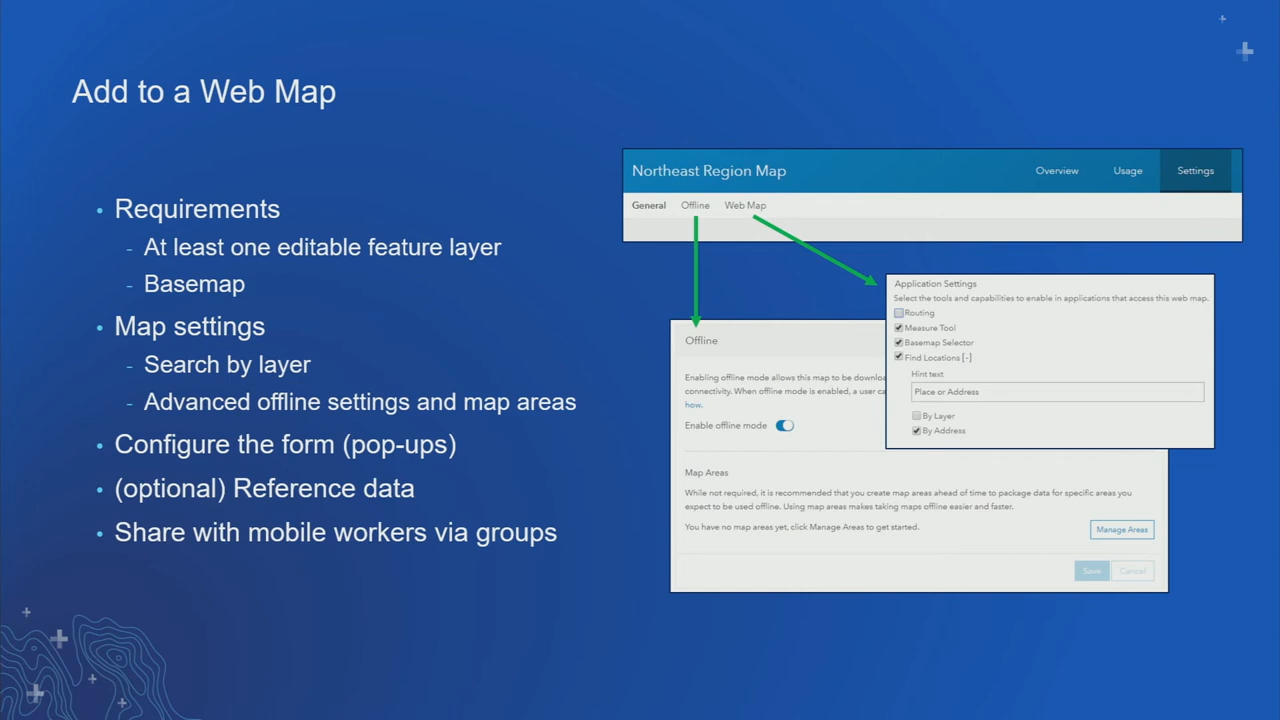 Add to a Web Map
• Requirements
- At least one editable feature layer
- Basemap
• Map settings
- Search by layer
- Advanced offline settings and map areas
• Configure the form (pop-ups)
• (optional) Reference data
• Share with mobile workers via groups
Northeast Region Map
Overview Usage Settings
General Offline Web Map
Application Settings
Select the tools and capabilities to enable in applications that access this web map.
Routing
Measure Tool
Basemap Selector
Find Locations [-]
Hint text
Place or Address
By Layer
By Address
Offline
Enabling offline mode allows this map to be
connectivity. When offline mode is enabled, a user
how.
Enable offline mode
Map Areas
While not required, it is recommended that you create map areas ahead of time to package data for specific areas you
expect to be used offline. Using map areas makes taking maps offline easier and faster.
You have no map areas yet, click Manage Areas to get started.
Manage Areas
Save Cancel